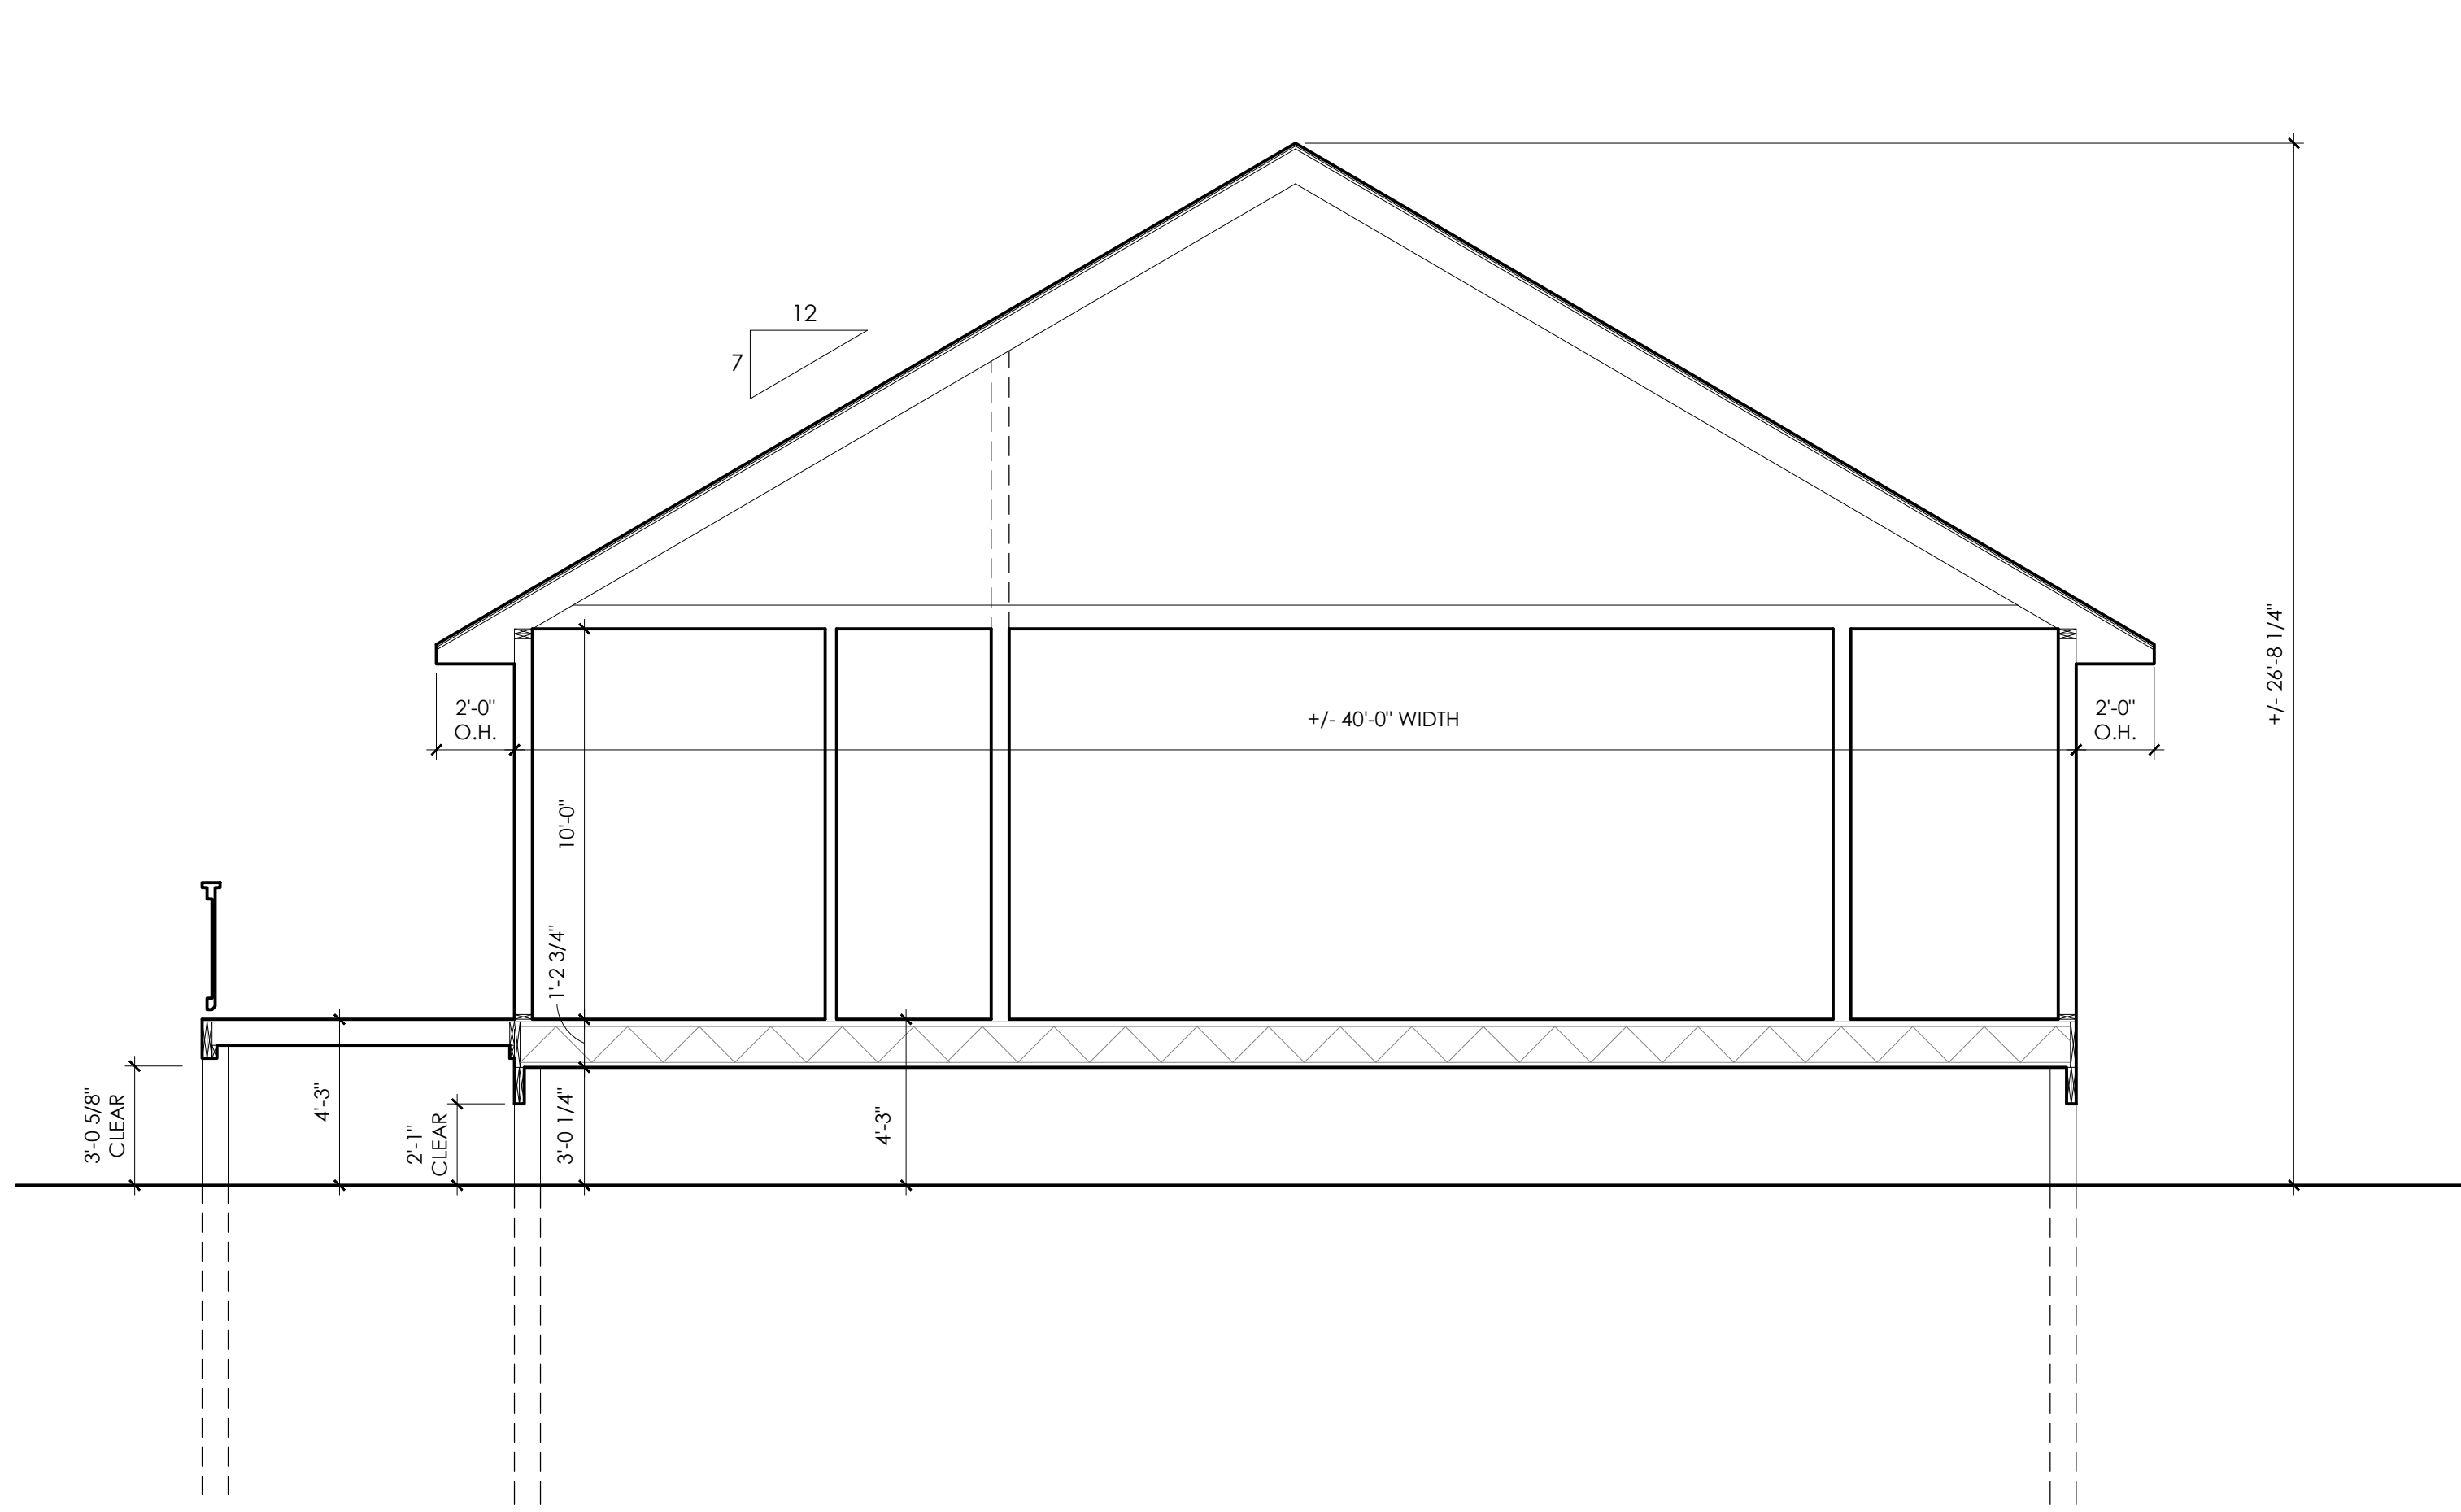 12
7
+/- 26'-8 1/4"
2'-0"
O.H.
+/- 40'-0" WIDTH
2'-0"
O.H.
10'-0"
1'-2 3/4"
3'-0 5/8"
CLEAR
4'-3"
2'-1"
CLEAR
3'-0 1/4"
4'-3"